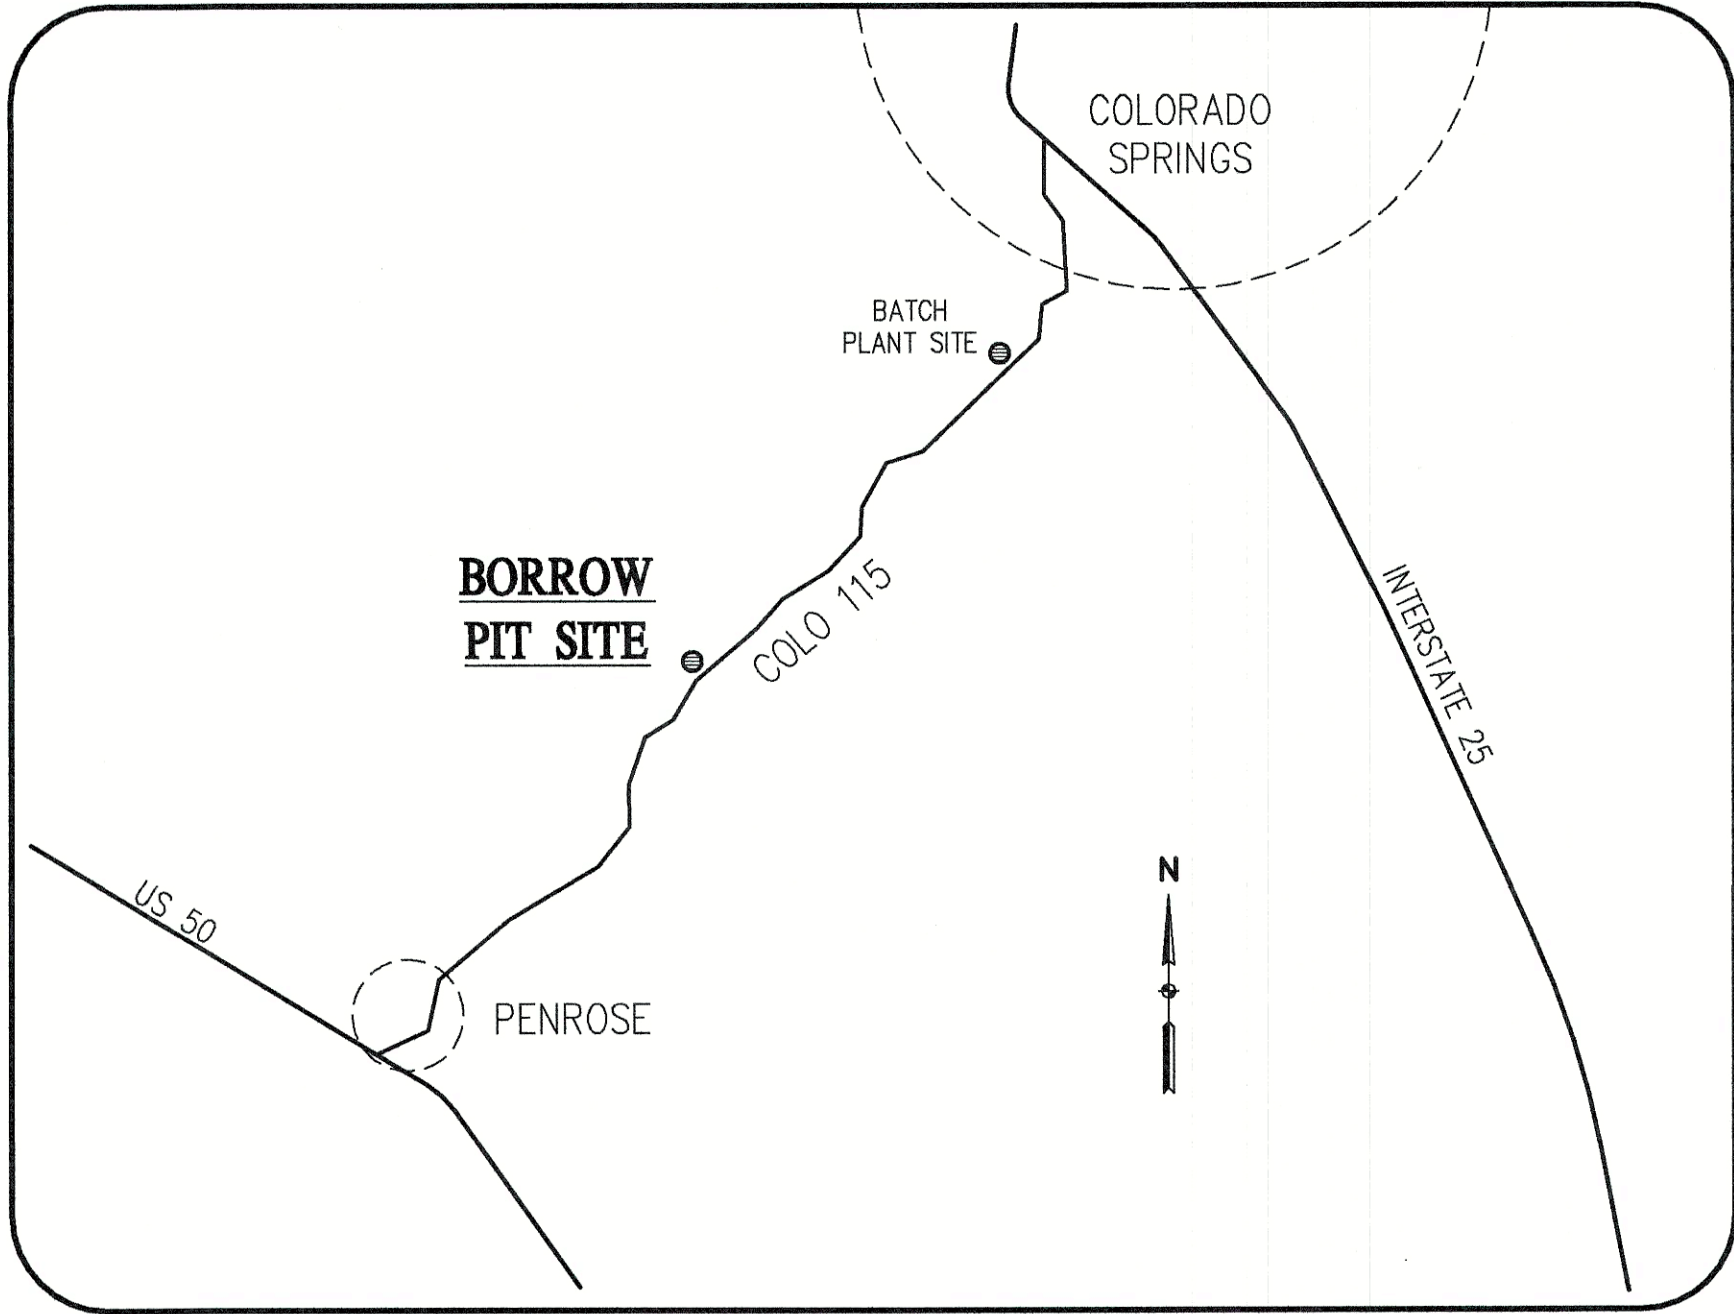 COLORADO
SPRINGS
BATCH
PLANT SITE
BORROW
PIT SITE
COLO 115
INTERSTATE 25
US 50
N
PENROSE